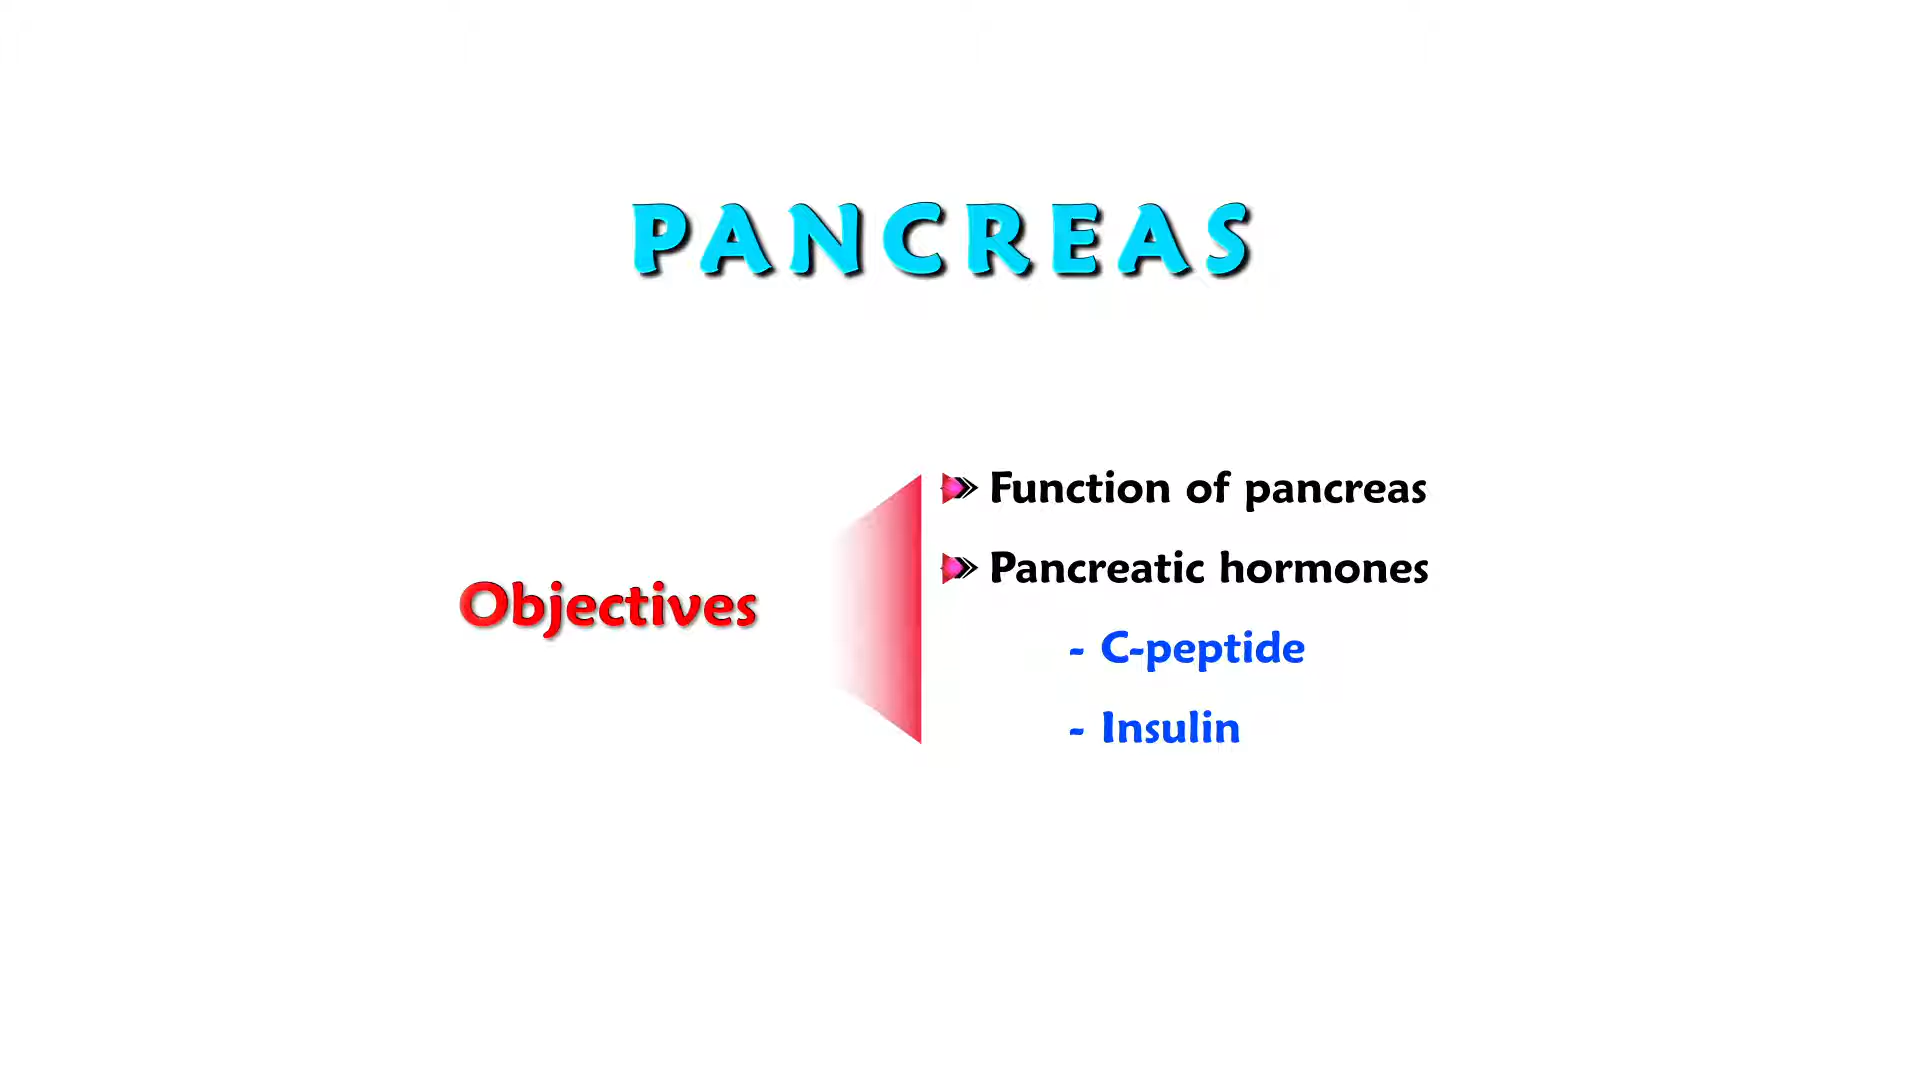 PANCREAS
Objectives
Function of pancreas
Pancreatic hormones
- C-peptide
- Insulin